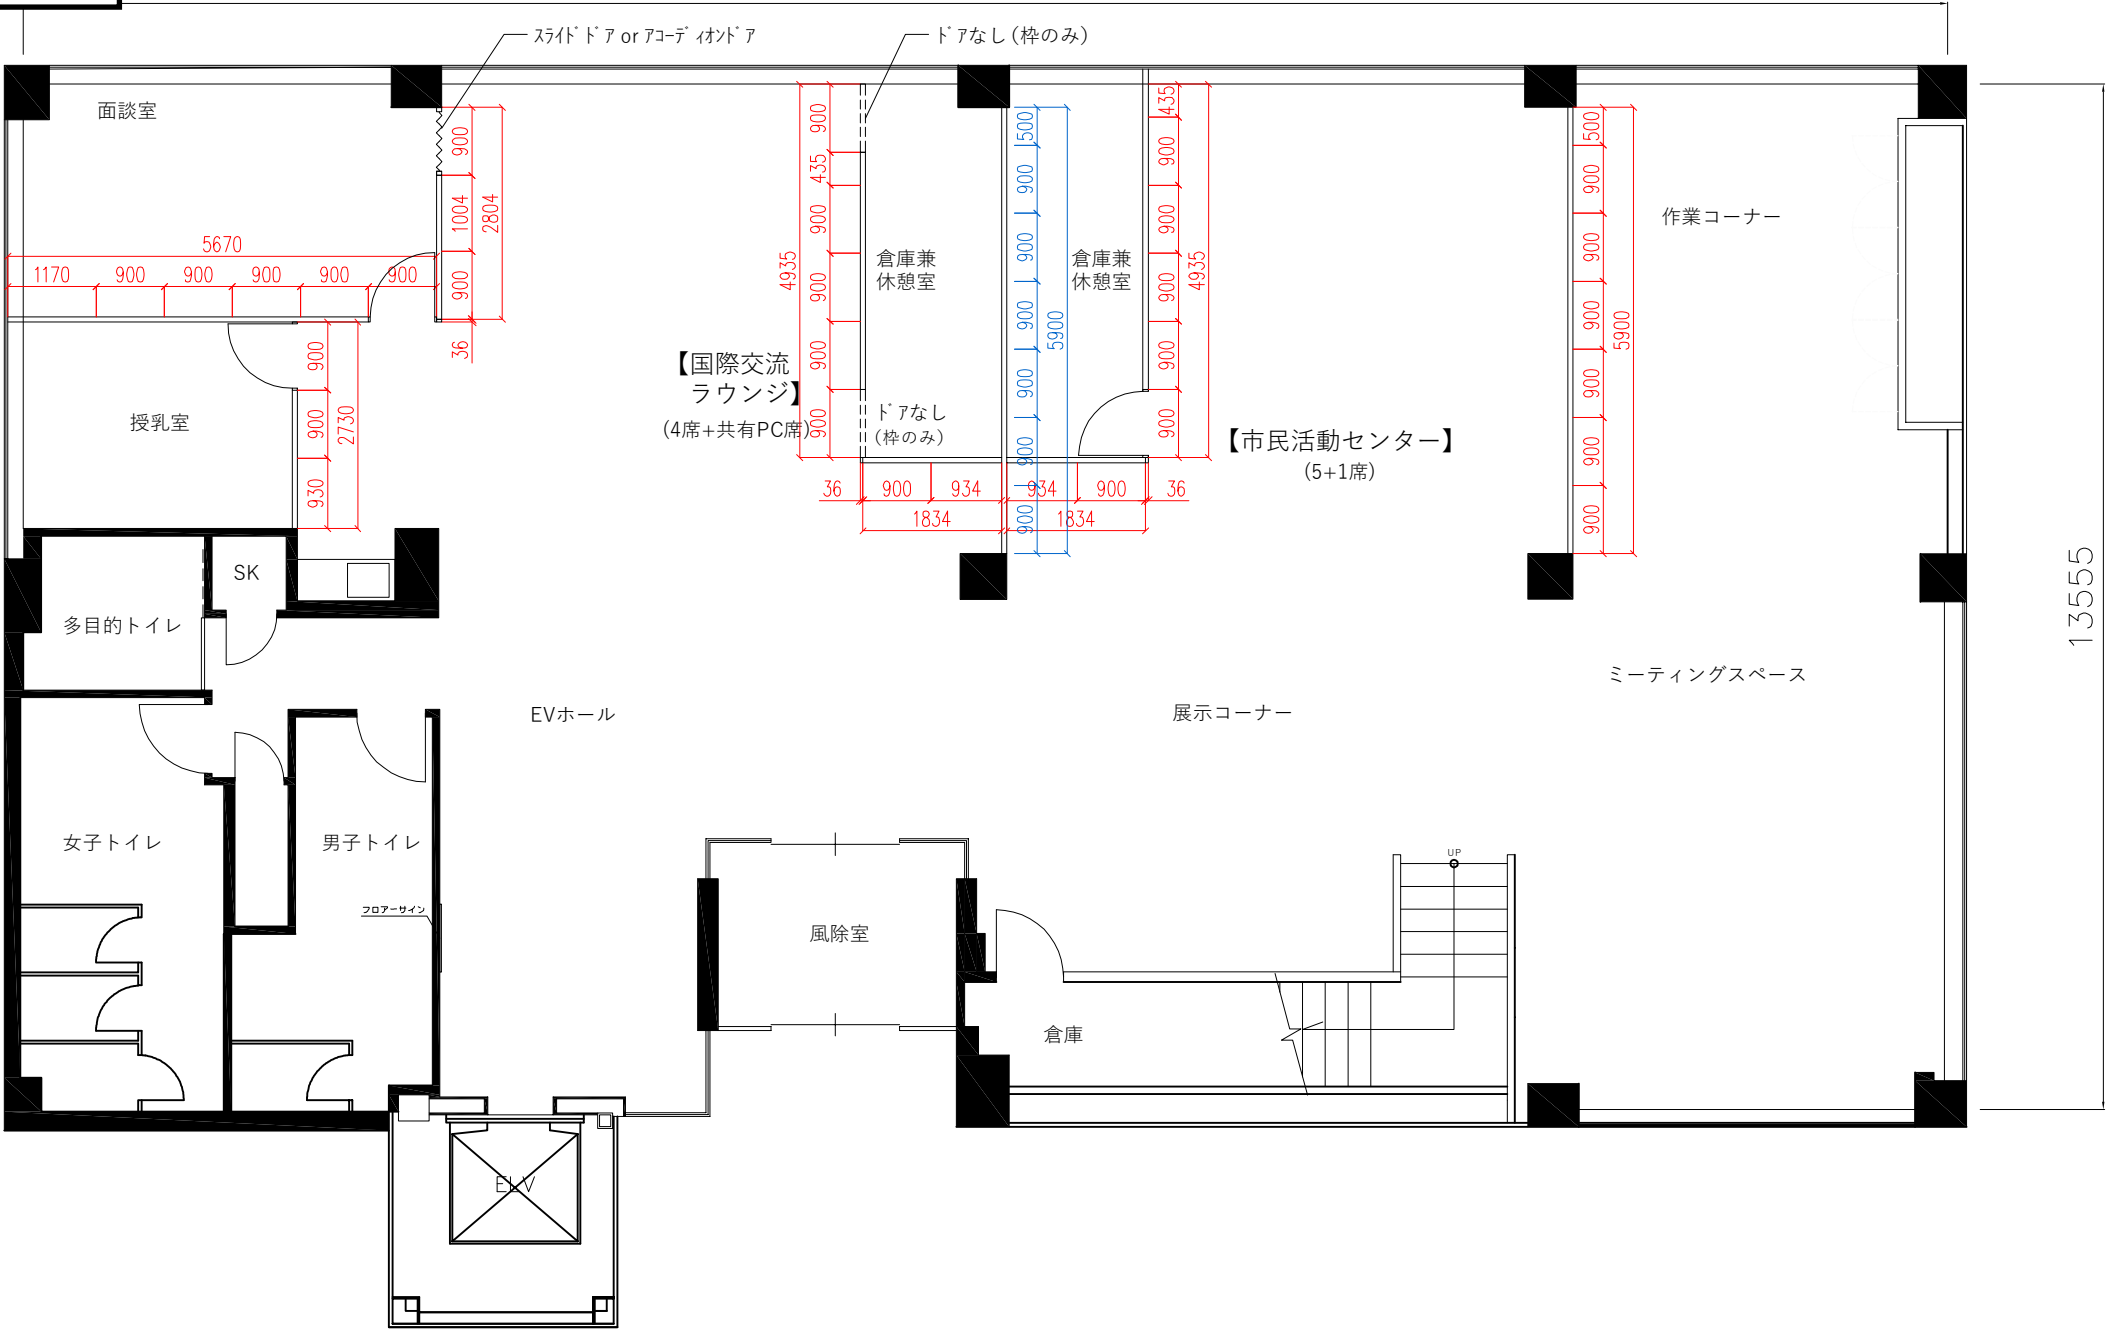 スライドドア or アコーディオンドア
ドアなし (枠のみ)
面談室
900
1004
900
2804
36
5670
1170 900 900 900 900 900
授乳室
900
900
930
2730
【国際交流
ラウンジ】
(4席+共有PC席)
900
435
900
900
900
900
4935
倉庫兼
休憩室
ドアなし
(枠のみ)
倉庫兼
休憩室
500
900
900
900
900
900
900
5900
435
900
900
900
900
900
4935
36 900 934 934 900 36
1834 1834
【市民活動センター】
(5+1席)
500
900
900
900
900
900
900
5900
作業コーナー
13555
SK
多目的トイレ
EVホール
展示コーナー
ミーティングスペース
女子トイレ
男子トイレ
フロアーサイン
風除室
UP
倉庫
ELV